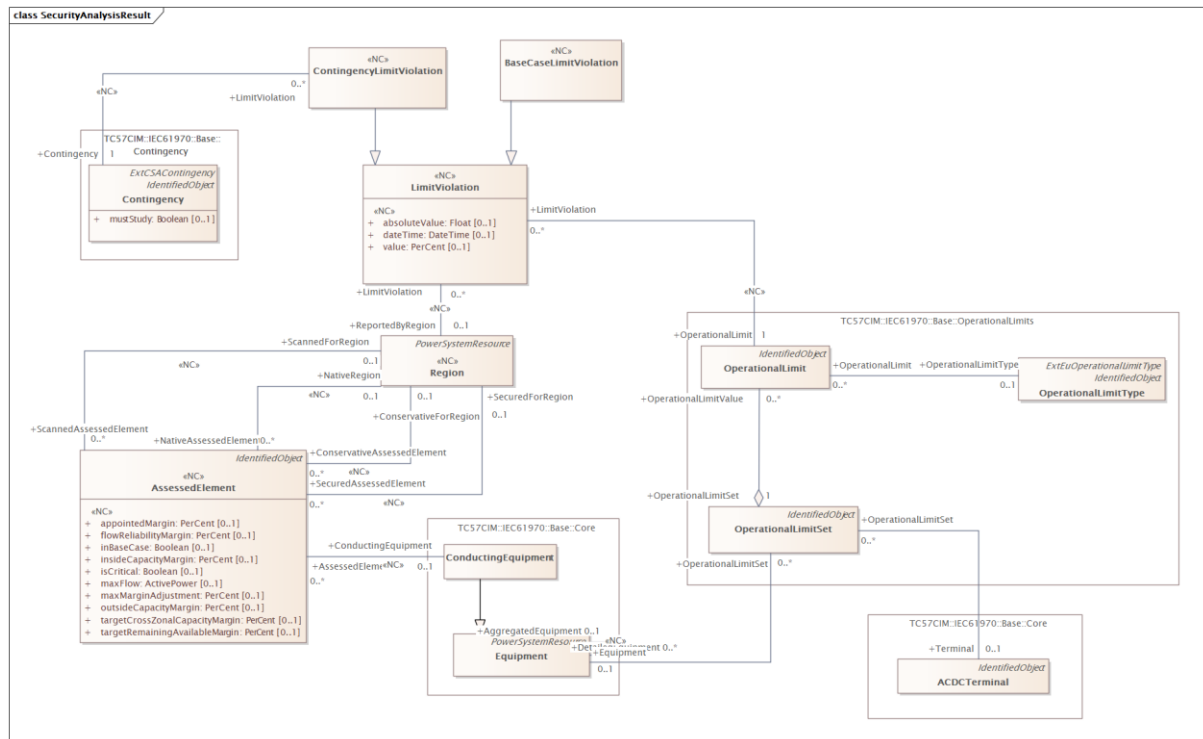 class SecurityAnalysisResult
«NC»
ContingencyLimitViolation
«NC»
BaseCaseLimitViolation
0..*
+LimitViolation
«NC»
TC57CIM::IEC61970::Base::
Contingency
+Contingency 1
ExtCSAContingency
IdentifiedObject
Contingency
+ mustStudy: Boolean [0..1]
«NC»
LimitViolation
«NC»
+ absoluteValue: Float [0..1]
+ dateTime: DateTime [0..1]
+ value: PerCent [0..1]
+LimitViolation
0..*
«NC»
+LimitViolation 0..*
«NC»
+ReportedByRegion 0..1
TC57CIM::IEC61970::Base::OperationalLimits
+OperationalLimit 1
IdentifiedObject
OperationalLimit
+OperationalLimit
0..*
+OperationalLimitType
0..1
ExtEuOperationalLimitType
IdentifiedObject
OperationalLimitType
+OperationalLimitValue 0..*
+ScannedForRegion
0..1
«NC»
PowerSystemResource
«NC»
Region
+NativeRegion
«NC»
0..1
0..1
+SecuredForRegion
0..1
+ConservativeForRegion
+ScannedAssessedElement
0..*
+NativeAssessedElement 0..*
+ConservativeAssessedElement
0..*
«NC»
+SecuredAssessedElement
0..*
«NC»
IdentifiedObject
«NC»
AssessedElement
«NC»
+ appointedMargin: PerCent [0..1]
+ flowReliabilityMargin: PerCent [0..1]
+ inBaseCase: Boolean [0..1]
+ insideCapacityMargin: PerCent [0..1]
+ isCritical: Boolean [0..1]
+ maxFlow: ActivePower [0..1]
+ maxMarginAdjustment: PerCent [0..1]
+ outsideCapacityMargin: PerCent [0..1]
+ targetCrossZonalCapacityMargin: PerCent [0..1]
+ targetRemainingAvailableMargin: PerCent [0..1]
+OperationalLimitSet 1
IdentifiedObject
OperationalLimitSet
+OperationalLimitSet
0..*
+OperationalLimitSet
0..*
TC57CIM::IEC61970::Base::Core
+ConductingEquipment
0..1
«NC»
0..*
ConductingEquipment
+AggregatedEquipment 0..1
PowerSystemResource
Equipment
«NC»
0..*
+Equipment
0..1
TC57CIM::IEC61970::Base::Core
+Terminal 0..1
IdentifiedObject
ACDCTerminal